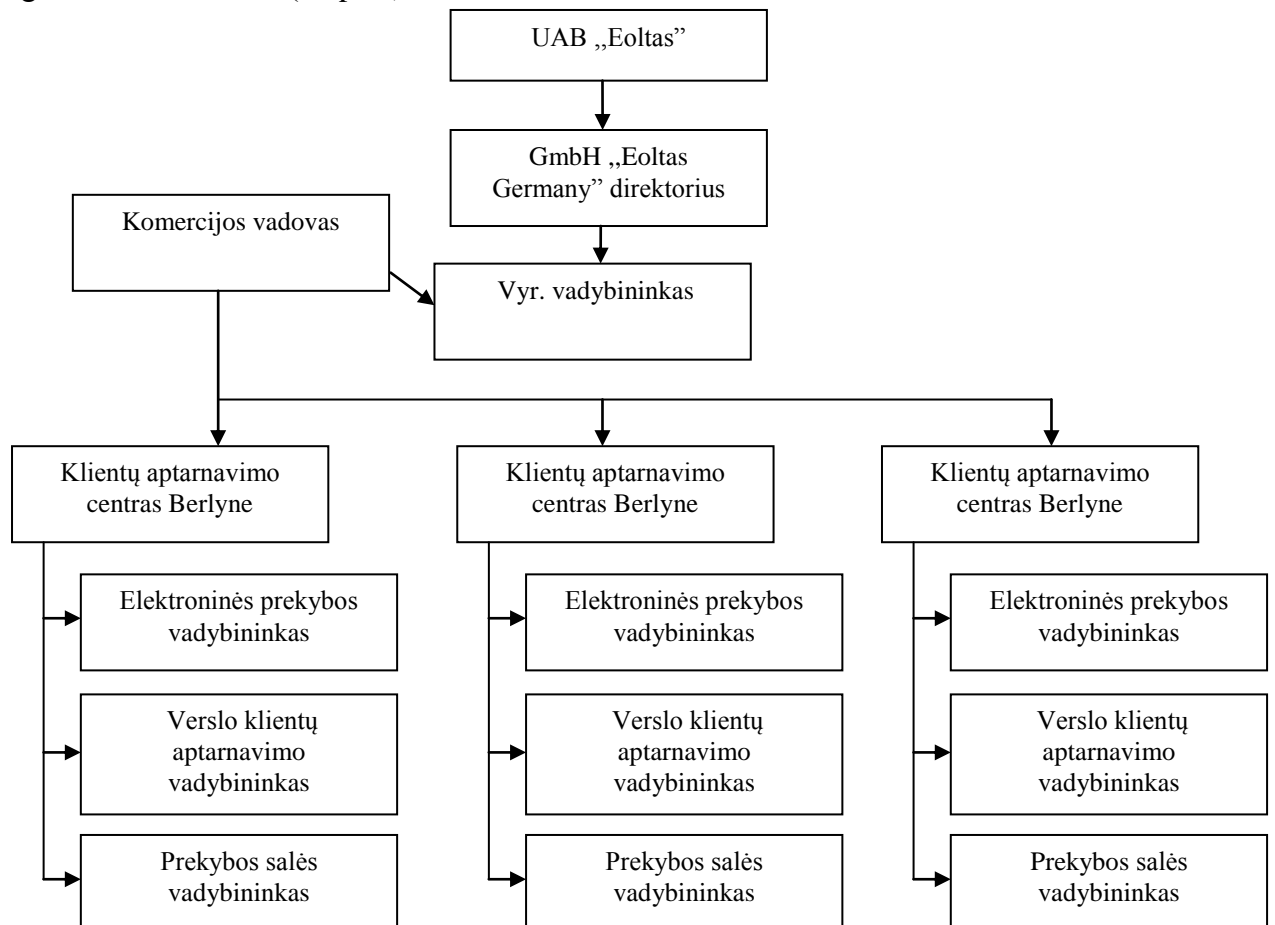 UAB ,,Eoltas”
GmbH ,,Eoltas
Germany” direktorius
Komercijos vadovas
Vyr. vadybininkas
Klientų aptarnavimo
centras Berlyne
Klientų aptarnavimo
centras Berlyne
Klientų aptarnavimo
centras Berlyne
Elektroninės prekybos
vadybininkas
Elektroninės prekybos
vadybininkas
Elektroninės prekybos
vadybininkas
Verslo klientų
aptarnavimo
vadybininkas
Verslo klientų
aptarnavimo
vadybininkas
Verslo klientų
aptarnavimo
vadybininkas
Prekybos salės
vadybininkas
Prekybos salės
vadybininkas
Prekybos salės
vadybininkas